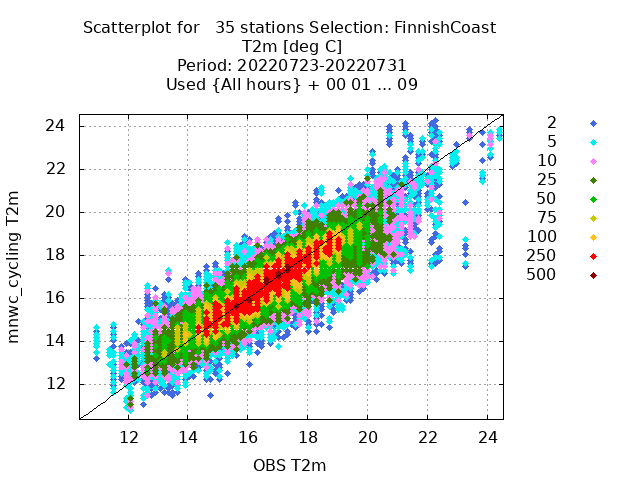 Scatterplot for   35 stations Selection: FinnishCoast
T2m [deg C]
Period: 20220723-20220731
Used {All hours} + 00 01 ... 09
24
22
20
18
16
14
12
12 14 16 18 20 22 24
mnwc_cycling T2m
OBS T2m
2
5
10
25
50
75
100
250
500